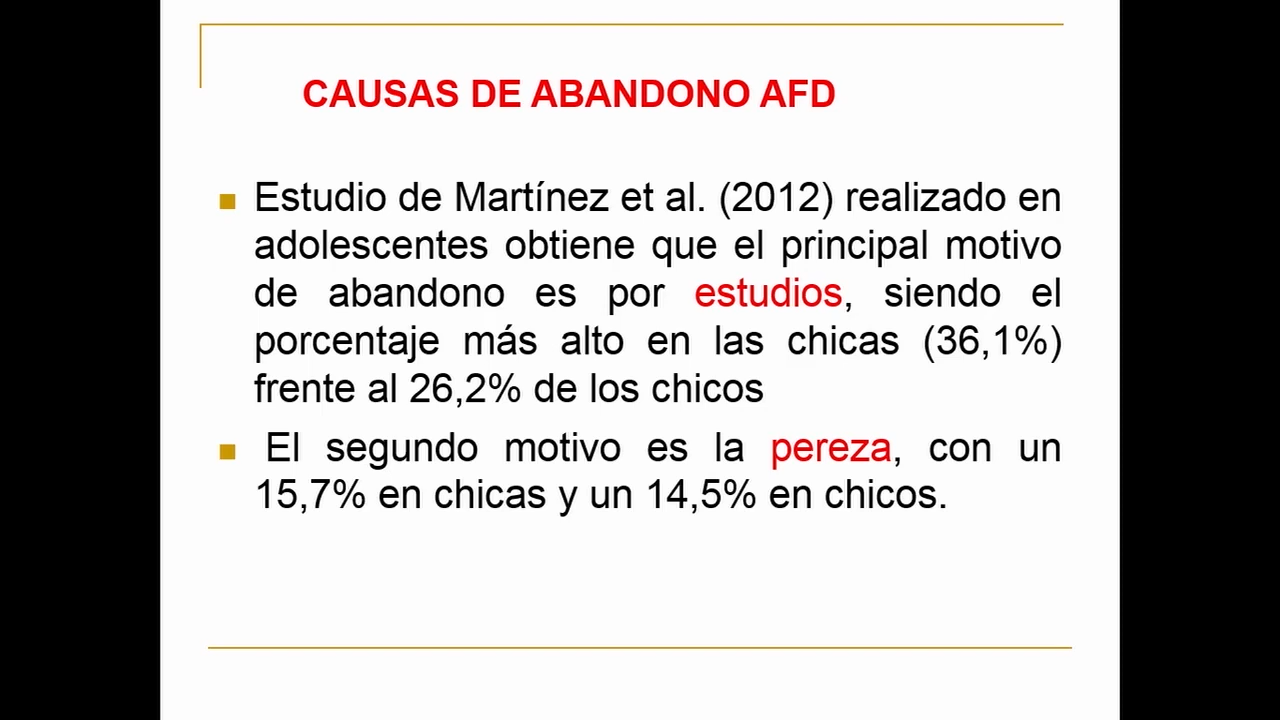 CAUSAS DE ABANDONO AFD
Estudio de Martínez et al. (2012) realizado en
adolescentes obtiene que el principal motivo
de abandono es por estudios, siendo el
porcentaje más alto en las chicas (36,1%)
frente al 26,2% de los chicos
El segundo motivo es la pereza, con un
15,7% en chicas y un 14,5% en chicos.